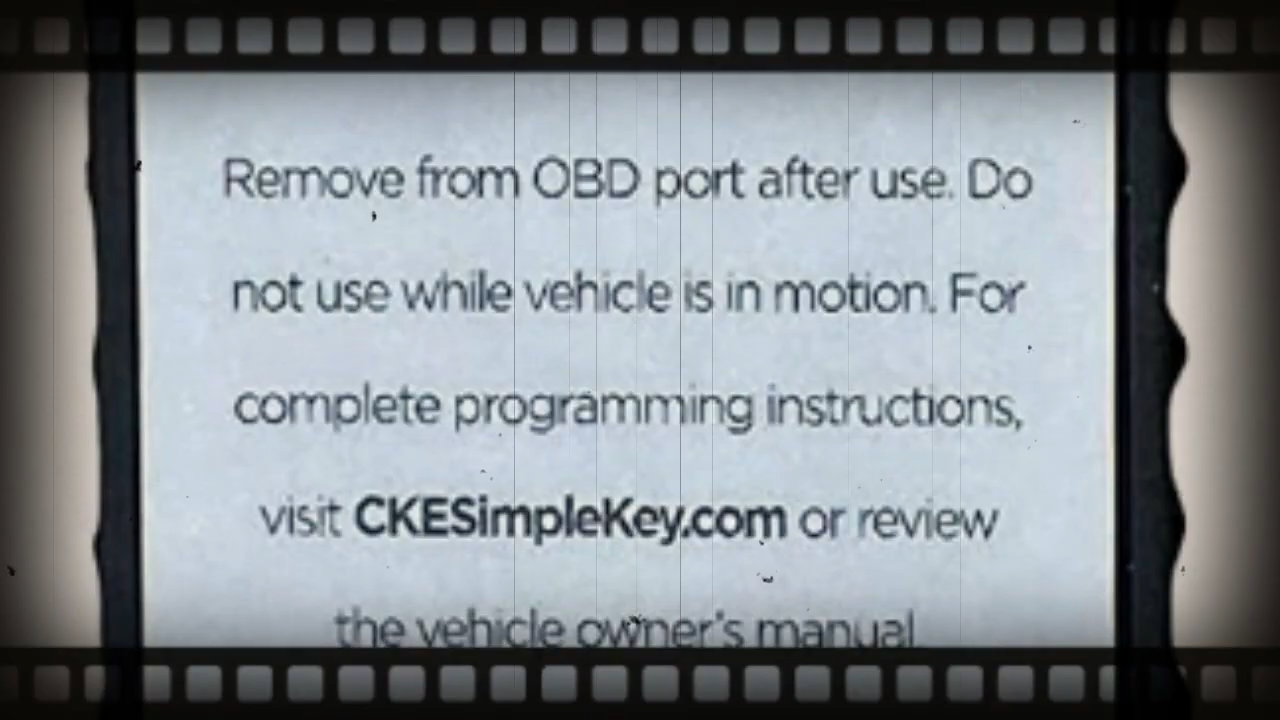 Remove from OBD port after use. Do
not use while vehicle is in motion. For
complete programming instructions,
visit CKESimpleKey.com or review
the vehicle owner's manual